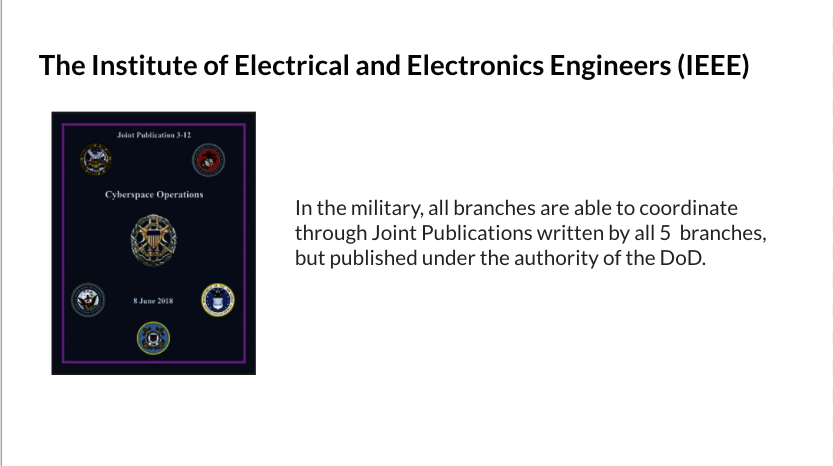 The Institute of Electrical and Electronics Engineers (IEEE)
Joint Publication 3-12
Cyberspace Operations
8 June 2018
In the military, all branches are able to coordinate
through Joint Publications written by all 5 branches,
but published under the authority of the DoD.